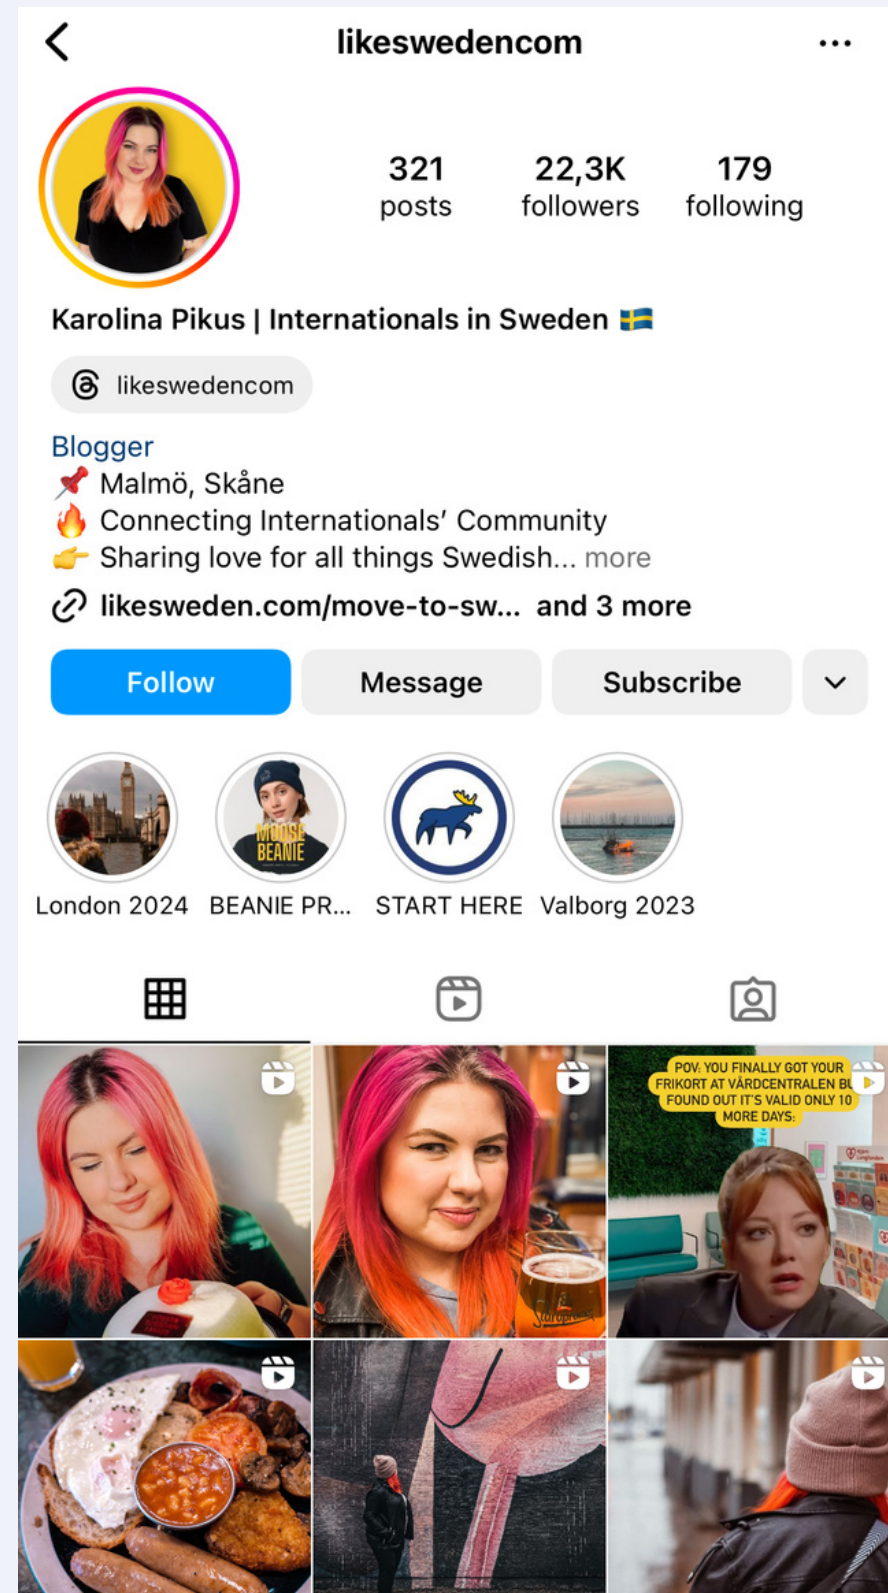 likeswedencom
321
posts
22,3K
followers
179
following
Karolina Pikus | Internationals in Sweden 🇸🇪
likeswedencom
Blogger
📌 Malmö, Skåne
🔥 Connecting Internationals’ Community
👉 Sharing love for all things Swedish... more
likesweden.com/move-to-sw... and 3 more
Follow
Message
Subscribe
MOOSE
BEANIE
London 2024
BEANIE PR...
START HERE
Valborg 2023
POV: YOU FINALLY GOT YOUR
FRIKORT AT VÅRDCENTRALEN BU
FOUND OUT IT'S VALID ONLY 10
MORE DAYS: